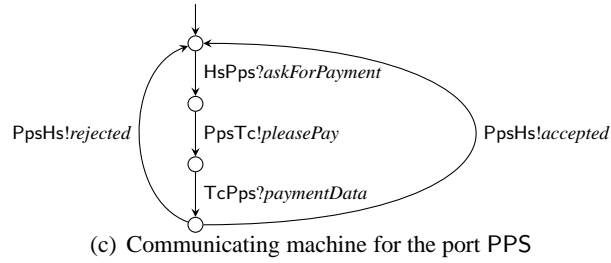 HsPps?askForPayment
PpsHs!rejected
PpsTc!pleasePay
PpsHs!accepted
TcPps?paymentData
(c) Communicating machine for the port PPS